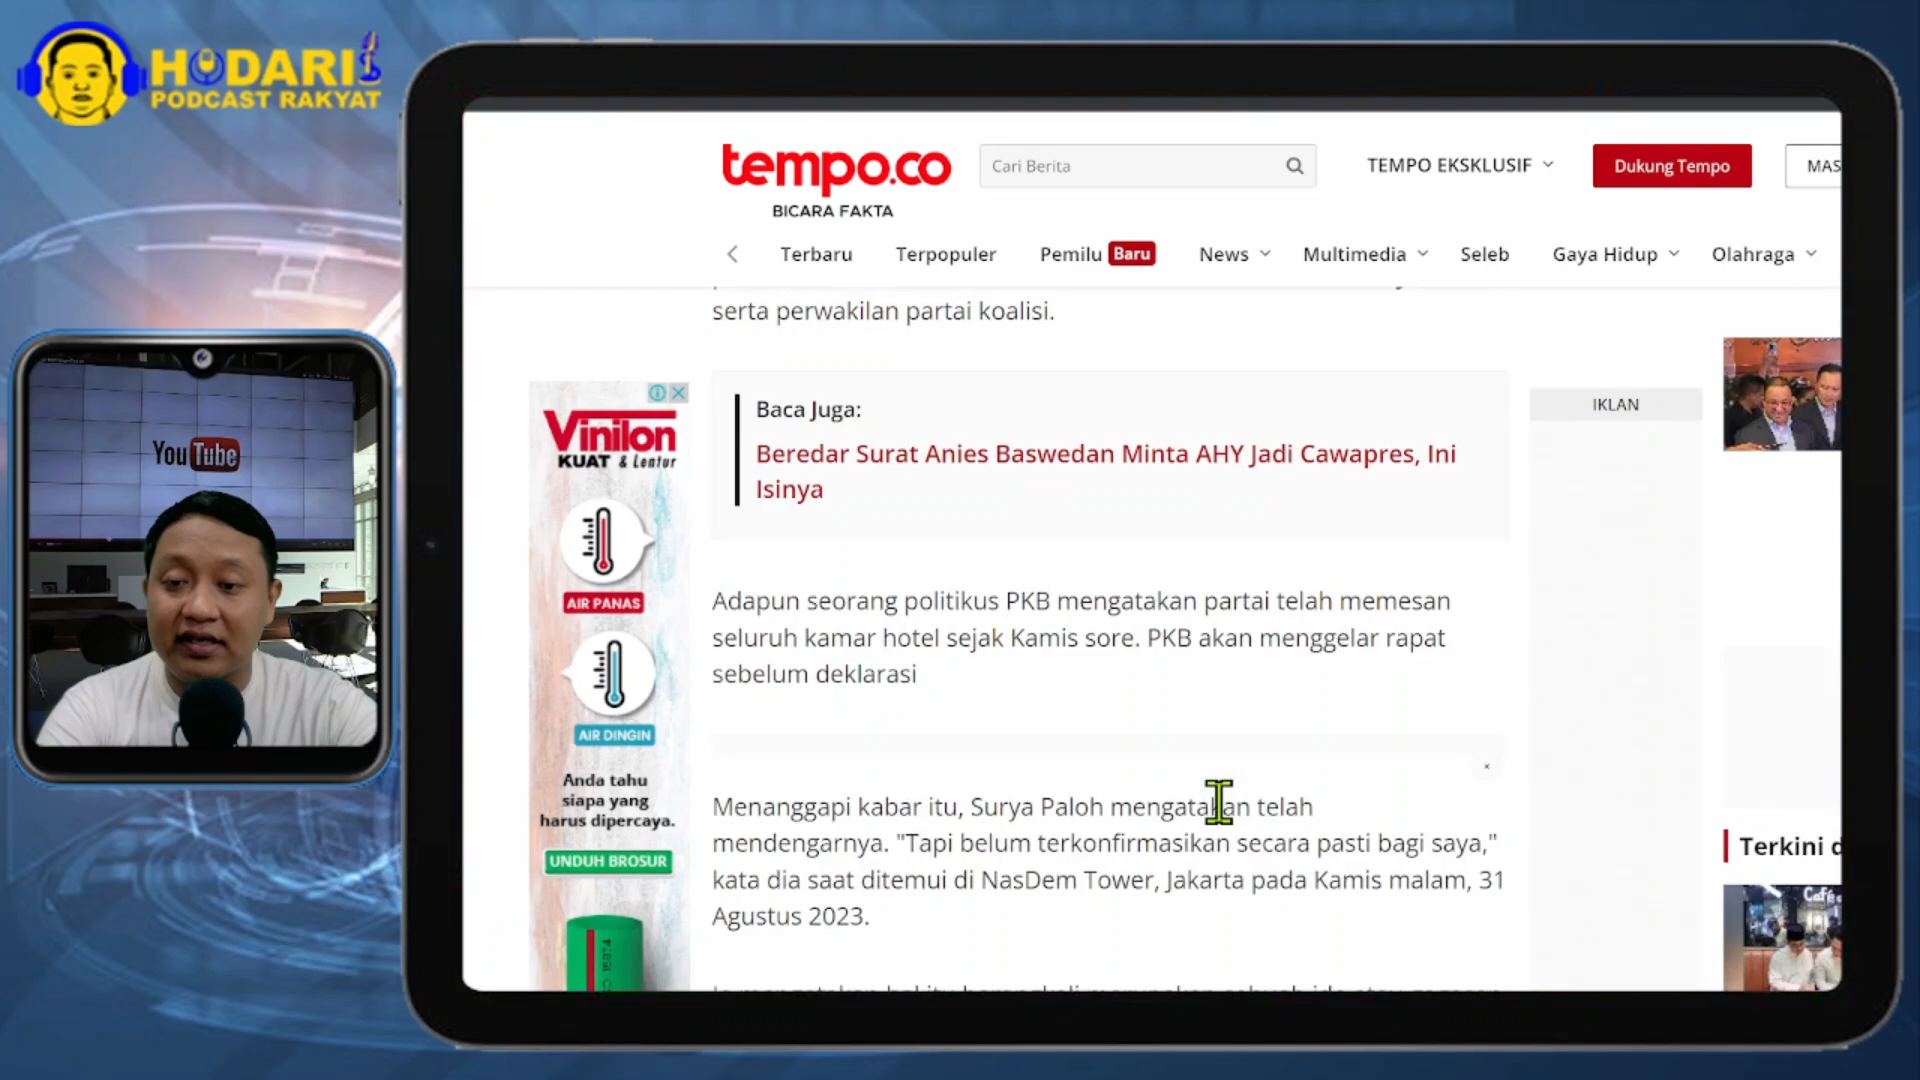 HODARI
PODCAST RAKYAT
tempo.co
BICARA FAKTA
Cari Berita
TEMPO EKSKLUSIF
Dukung Tempo
MAS
Terbaru
Terpopuler
Pemilu Baru
News
Multimedia
Seleb
Gaya Hidup
Olahraga
serta perwakilan partai koalisi.
Baca Juga:
Beredar Surat Anies Baswedan Minta AHY Jadi Cawapres, Ini
Isinya
IKLAN
Vinilon
KUAT & Lentur
AIR PANAS
AIR DINGIN
Anda tahu
siapa yang
harus dipercaya.
UNDUH BROSUR
You Tube
Adapun seorang politikus PKB mengatakan partai telah memesan
seluruh kamar hotel sejak Kamis sore. PKB akan menggelar rapat
sebelum deklarasi
Menanggapi kabar itu, Surya Paloh mengatakan telah
mendengarnya. "Tapi belum terkonfirmasikan secara pasti bagi saya,"
kata dia saat ditemui di NasDem Tower, Jakarta pada Kamis malam, 31
Agustus 2023.
Terkini d